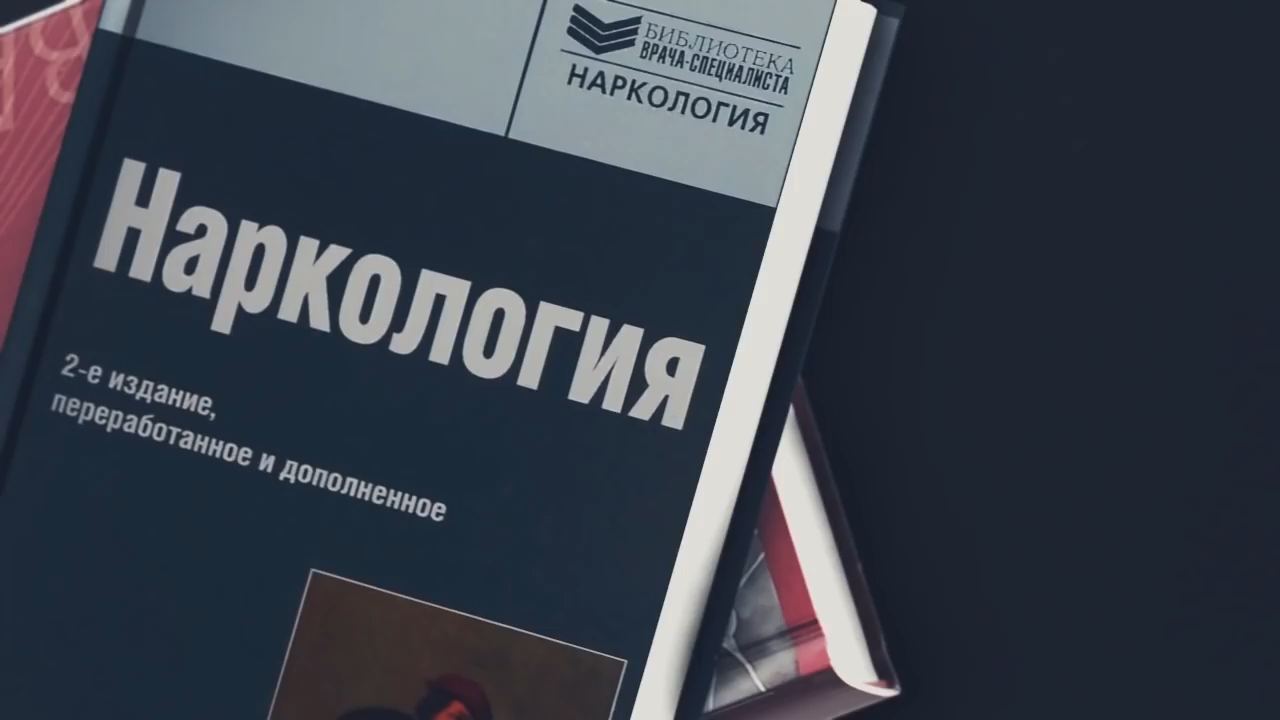 БИБЛИОТЕКА
ВРАЧА-СПЕЦИАЛИСТА
НАРКОЛОГИЯ
Наркология
2-е издание,
переработанное и дополненное